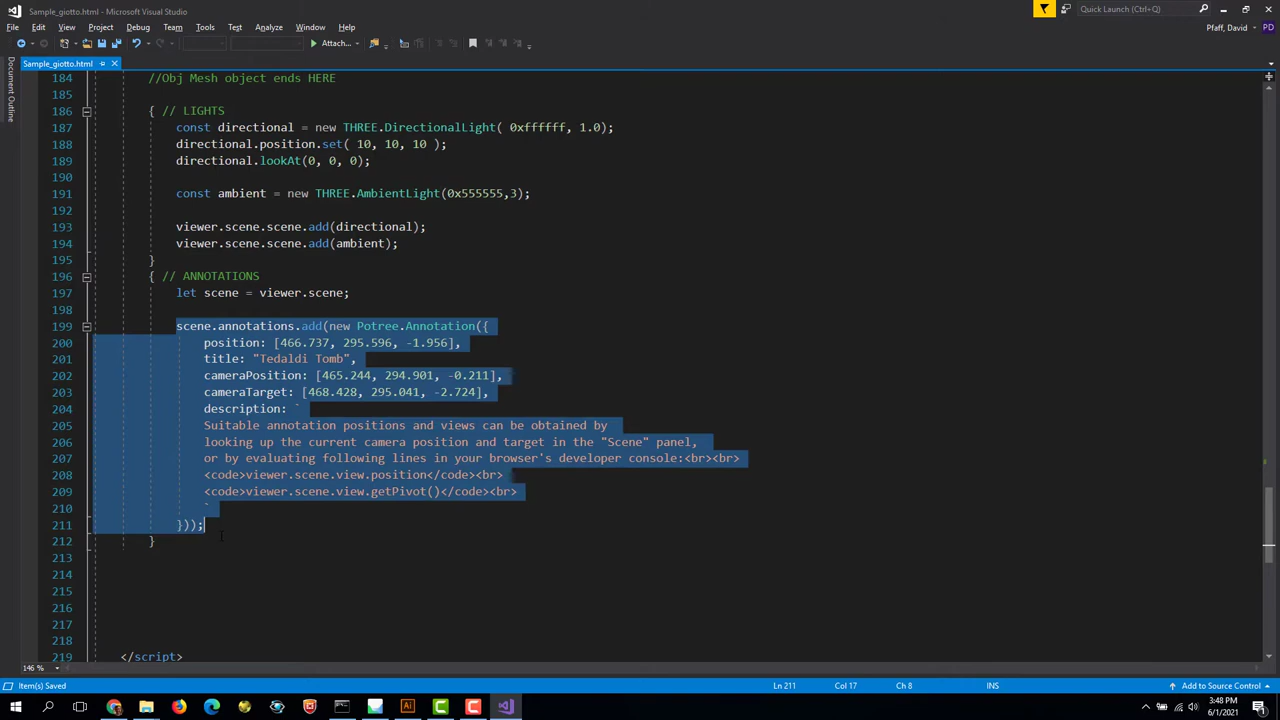 Sample_giotto.html - Microsoft Visual Studio
Quick Launch (Ctrl+Q)
File Edit View Project Debug Team Tools Test Analyze Window Help
Pfaff, David PD
Attach...
Sample_giotto.html
Document Outline
184 //Obj Mesh object ends HERE
185
186 { // LIGHTS
187 const directional = new THREE.DirectionalLight( 0xffffff, 1.0);
188 directional.position.set( 10, 10, 10 );
189 directional.lookAt(0, 0, 0);
190
191 const ambient = new THREE.AmbientLight(0x555555,3);
192
193 viewer.scene.scene.add(directional);
194 viewer.scene.scene.add(ambient);
195 }
196 { // ANNOTATIONS
197 let scene = viewer.scene;
198
199 scene.annotations.add(new Potree.Annotation({
200 position: [466.737, 295.596, -1.956],
201 title: "Tedaldi Tomb",
202 cameraPosition: [465.244, 294.901, -0.211],
203 cameraTarget: [468.428, 295.041, -2.724],
204 description: `
205 Suitable annotation positions and views can be obtained by
206 looking up the current camera position and target in the "Scene" panel,
207 or by evaluating following lines in your browser's developer console:<br><br>
208 <code>viewer.scene.view.position</code><br>
209 <code>viewer.scene.view.getPivot()</code><br>
210 `
211 }));
212 }
213
214
215
216
217
218
219 </script>
146 %
Item(s) Saved Ln 211 Col 17 Ch 8 INS Add to Source Control
3:48 PM
6/1/2021